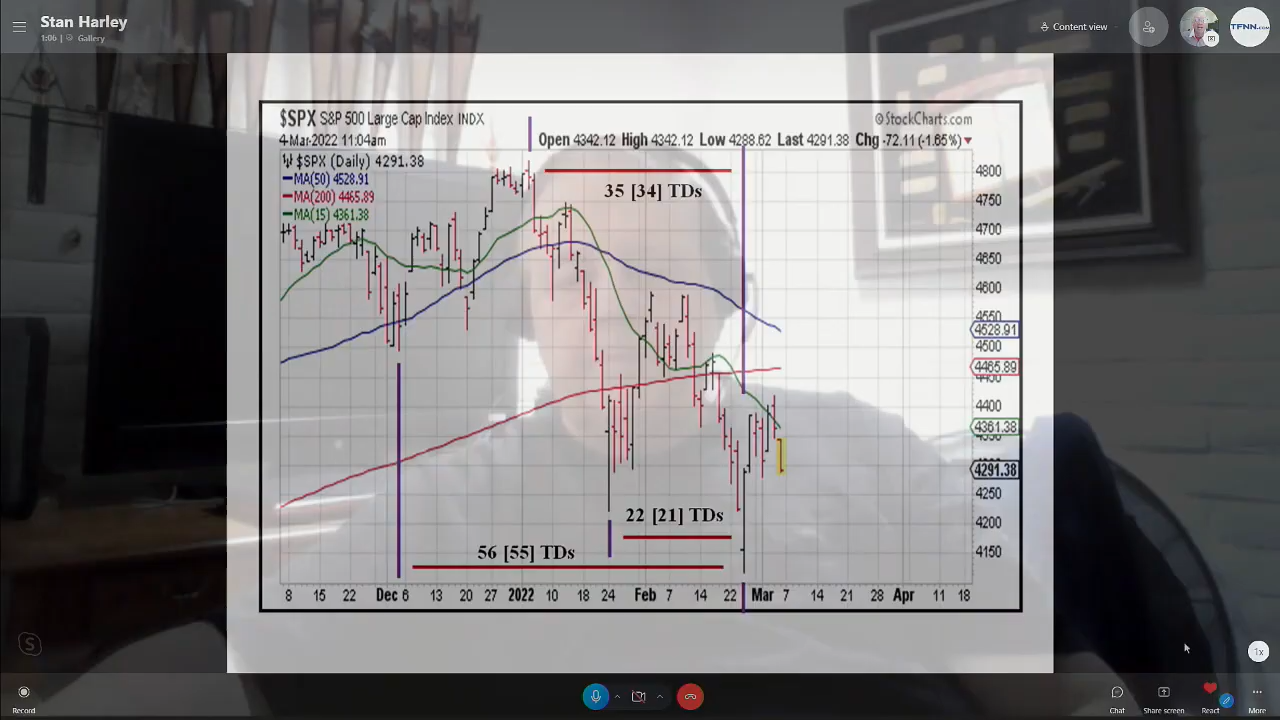 Stan Harley
1:06 | Gallery
Content view
TFNN.COM
$SPX S&P 500 Large Cap Index INDX
© StockCharts.com
4-Mar-2022 11:04am
Open 4342.12 High 4342.12 Low 4288.62 Last 4291.38 Chg -72.11 (-1.65%)
$SPX (Daily) 4291.38
MA(50) 4528.91
MA(200) 4465.89
MA(15) 4361.38
35 [34] TDs
4800
4750
4700
4650
4600
4550
4528.91
4500
4465.89
4450
4400
4361.38
4350
4291.38
4250
4200
4150
22 [21] TDs
56 [55] TDs
8 15 22 Dec 6 13 20 27 2022 10 18 24 Feb 7 14 22 Mar 7 14 21 28 Apr 11 18
S
1x
Record
Chat
Share screen
React
More